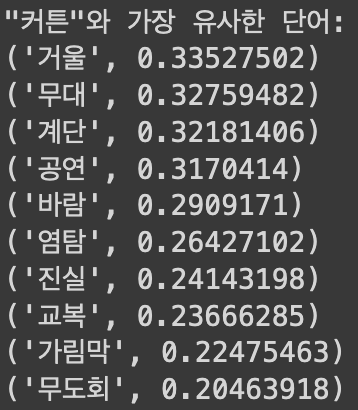 "커튼"와 가장 유사한 단어:
('거울', 0.33527502)
('무대', 0.32759482)
('계단', 0.32181406)
('공연', 0.3170414)
('바람', 0.2909171)
('염탐', 0.26427102)
('진실', 0.24143198)
('교복', 0.23666285)
('가림막', 0.22475463)
('무도회', 0.20463918)